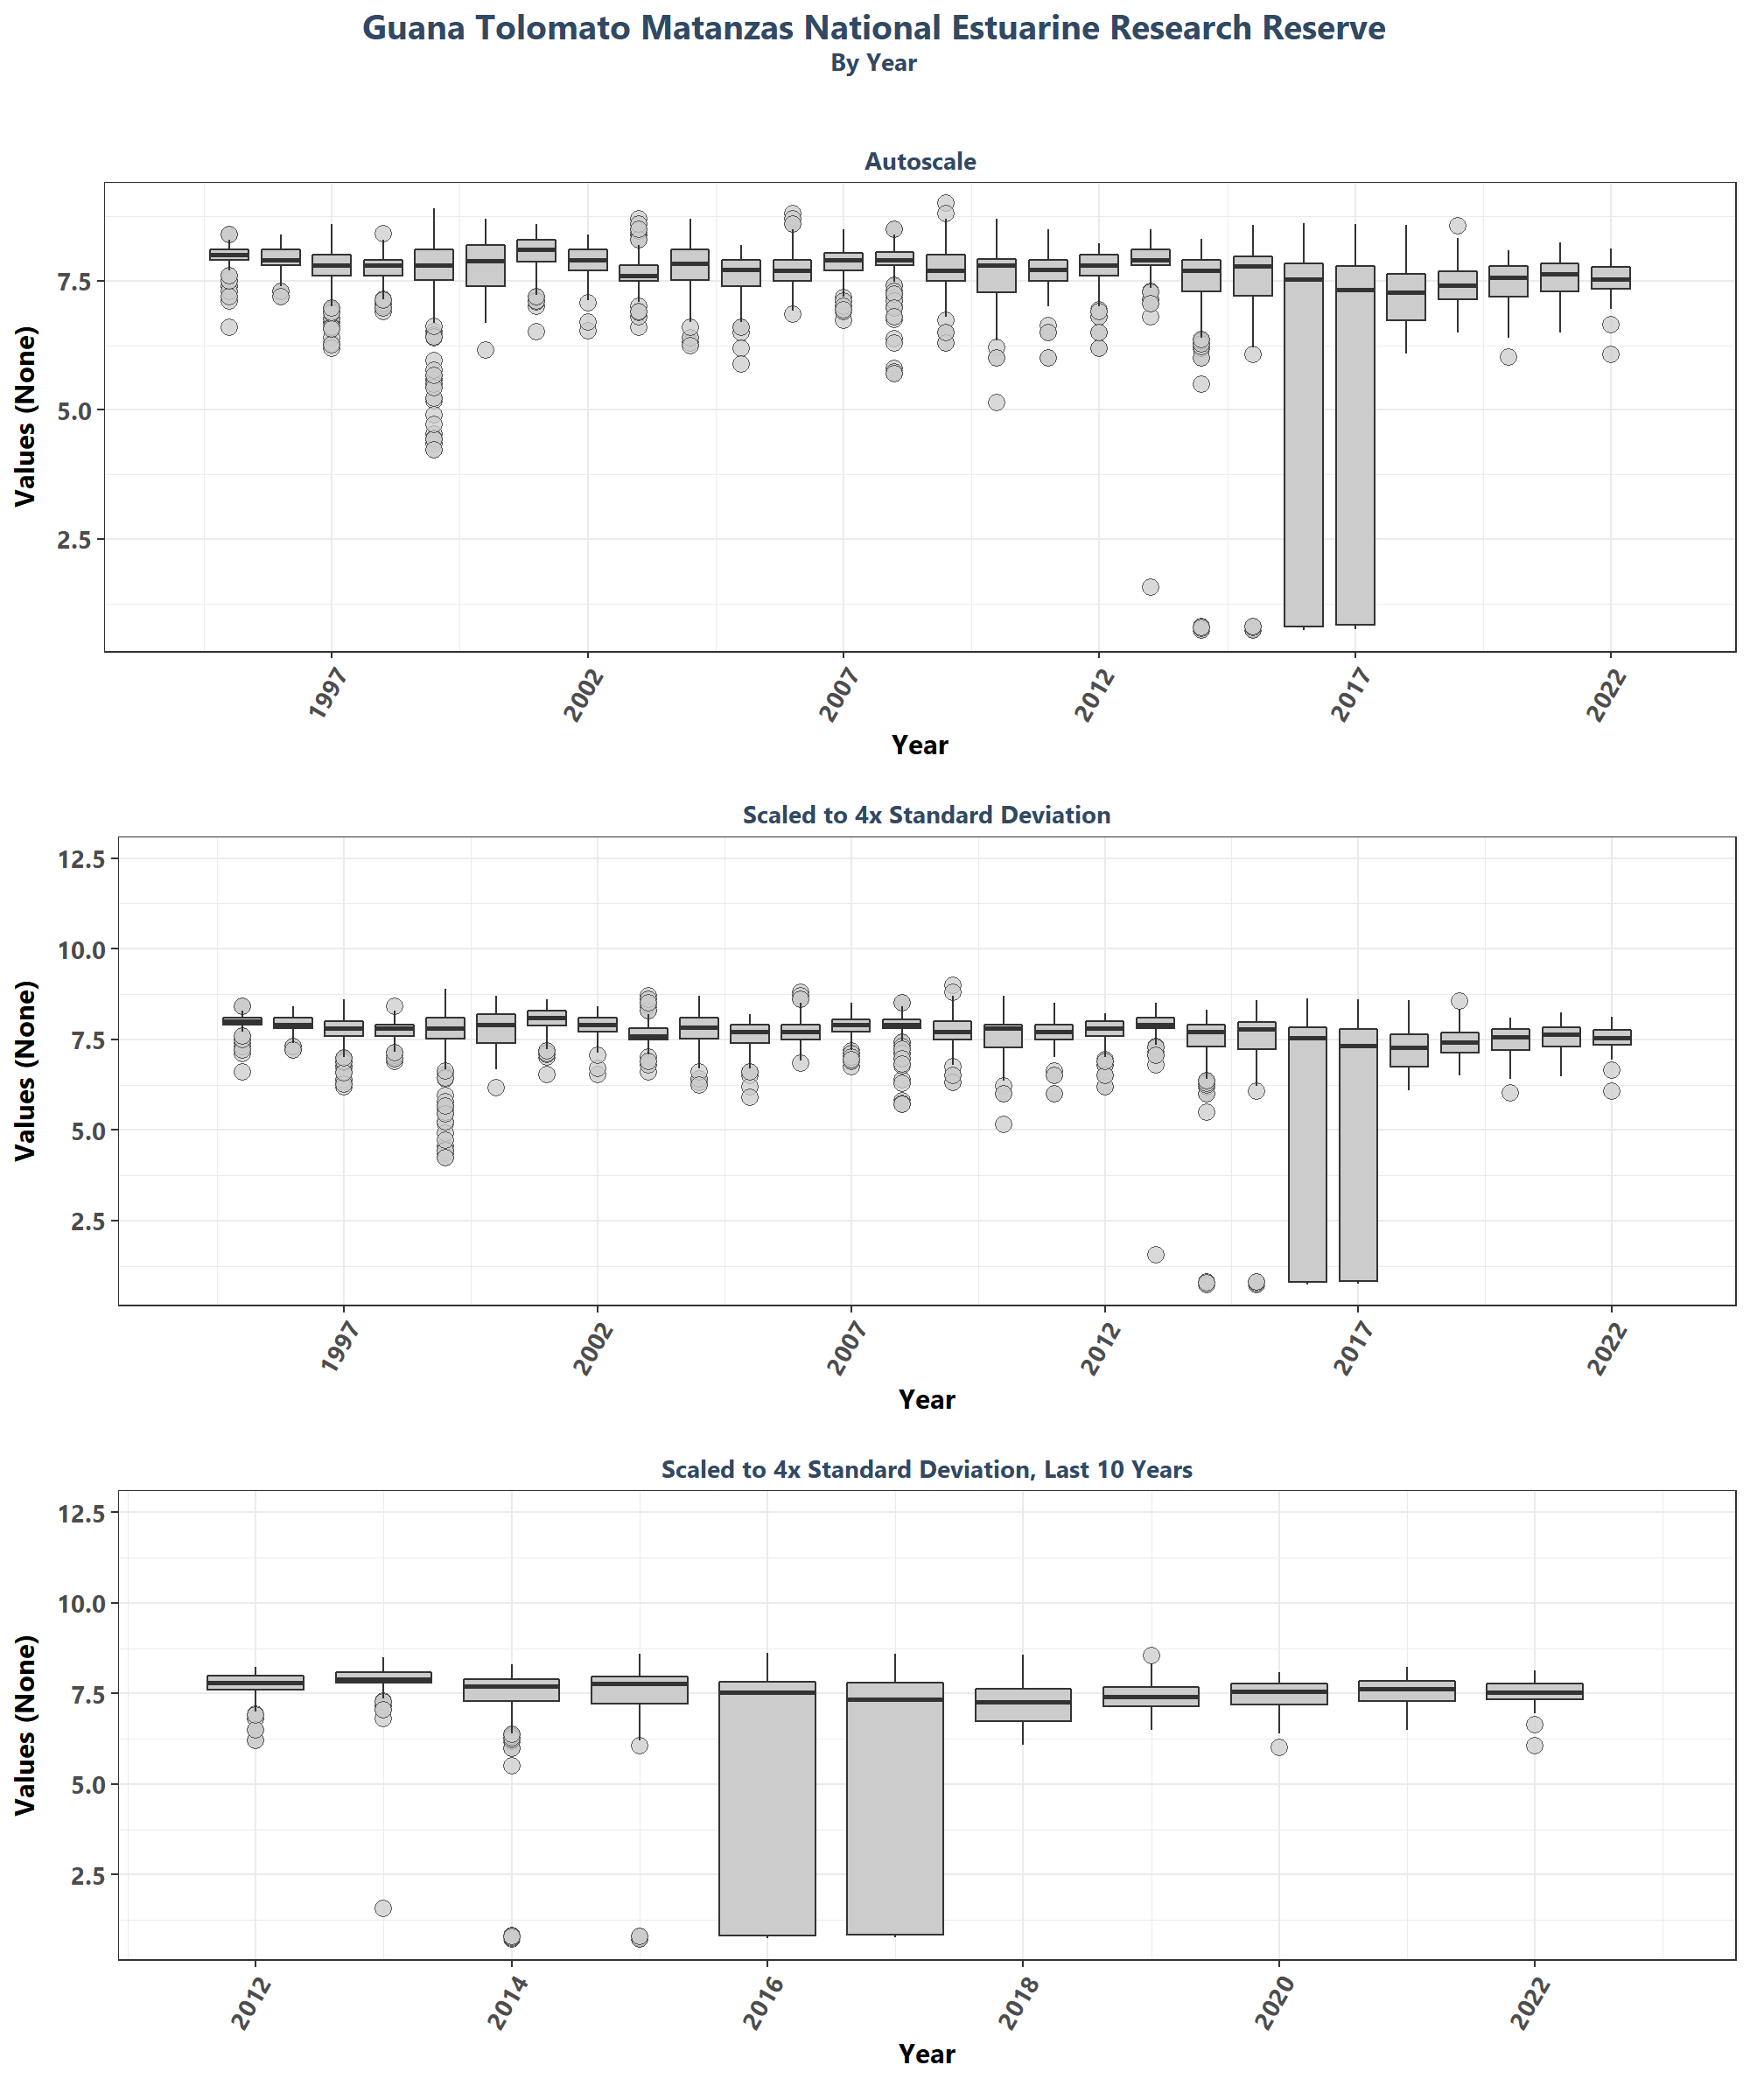 Guana Tolomato Matanzas National Estuarine Research Reserve
By Year
Autoscale
Values (None)
7.5
5.0
2.5
1997
2002
2007
2012
2017
2022
Year
Scaled to 4x Standard Deviation
Values (None)
12.5
10.0
7.5
5.0
2.5
1997
2002
2007
2012
2017
2022
Year
Scaled to 4x Standard Deviation, Last 10 Years
Values (None)
12.5
10.0
7.5
5.0
2.5
2012
2014
2016
2018
2020
2022
Year